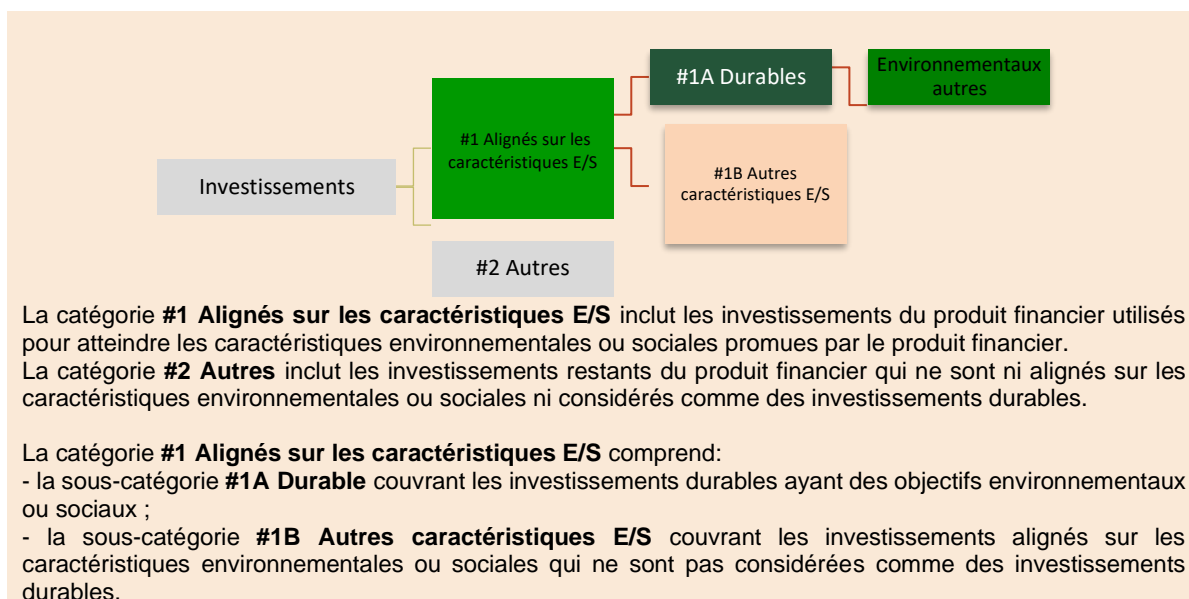 #1A Durables
Environnementaux
autres
#1 Alignés sur les
caractéristiques E/S
#1B Autres
caractéristiques E/S
Investissements
#2 Autres
La catégorie #1 Alignés sur les caractéristiques E/S inclut les investissements du produit financier utilisés
pour atteindre les caractéristiques environnementales ou sociales promues par le produit financier.
La catégorie #2 Autres inclut les investissements restants du produit financier qui ne sont ni alignés sur les
caractéristiques environnementales ou sociales ni considérés comme des investissements durables.
La catégorie #1 Alignés sur les caractéristiques E/S comprend:
- la sous-catégorie #1A Durable couvrant les investissements durables ayant des objectifs environnementaux
ou sociaux ;
- la sous-catégorie #1B Autres caractéristiques E/S couvrant les investissements alignés sur les
caractéristiques environnementales ou sociales qui ne sont pas considérées comme des investissements
durables.